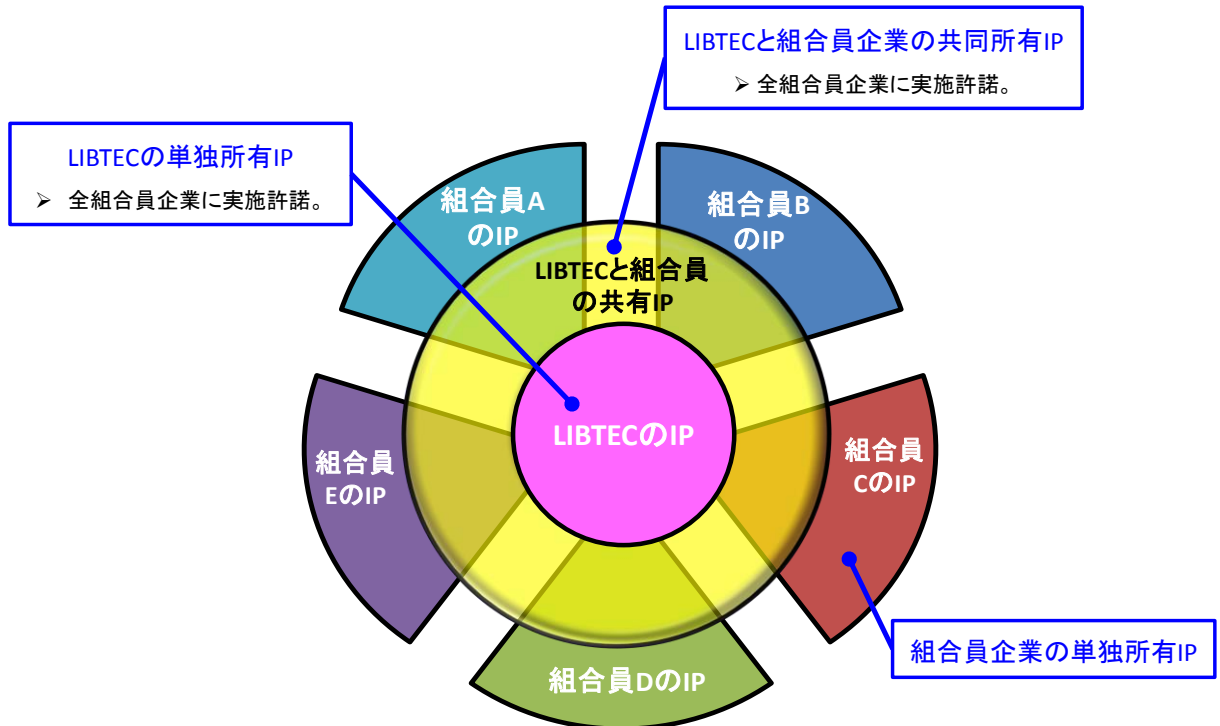 LIBTECと組合員企業の共同所有IP
➢ 全組合員企業に実施許諾。
LIBTECの単独所有IP
➢ 全組合員企業に実施許諾。
組合員A
のIP
組合員B
のIP
LIBTECと組合員
の共有IP
LIBTECのIP
組合員
EのIP
組合員
CのIP
組合員企業の単独所有IP
組合員DのIP